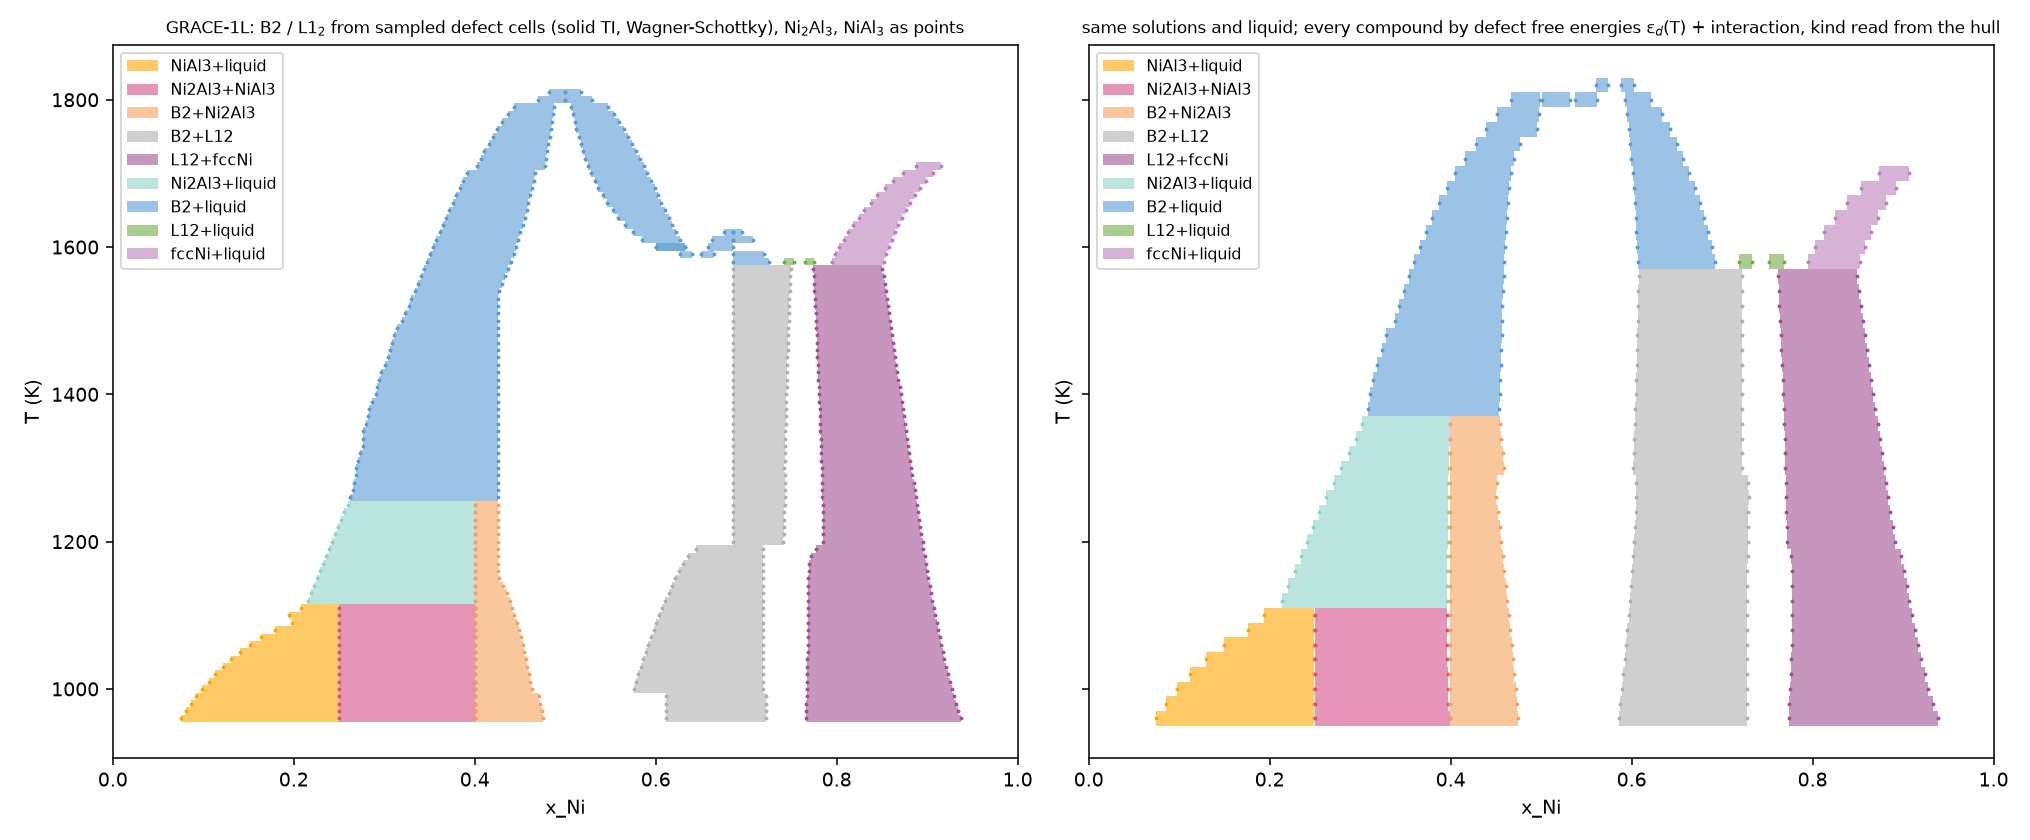 GRACE-1L: B2 / L1₂ from sampled defect cells (solid TI, Wagner-Schottky), Ni₂Al₃, NiAl₃ as points
NiAl3+liquid
Ni2Al3+NiAl3
B2+Ni2Al3
B2+L12
L12+fccNi
Ni2Al3+liquid
B2+liquid
L12+liquid
fccNi+liquid
1800
1600
1400
1200
1000
T (K)
0.0 0.2 0.4 0.6 0.8 1.0
x_Ni
same solutions and liquid; every compound by defect free energies ε_d(T) + interaction, kind read from the hull
NiAl3+liquid
Ni2Al3+NiAl3
B2+Ni2Al3
B2+L12
L12+fccNi
Ni2Al3+liquid
B2+liquid
L12+liquid
fccNi+liquid
T (K)
0.0 0.2 0.4 0.6 0.8 1.0
x_Ni